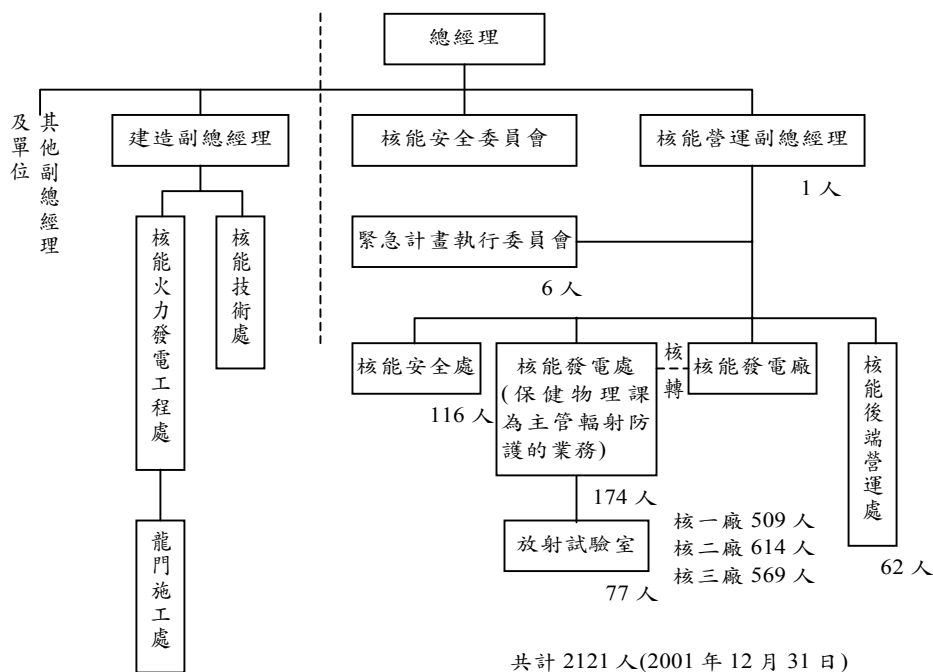 總經理
其他副總經理
及單位
建造副總經理
核能安全委員會
核能營運副總經理
1 人
核能火力發電工程處
核能技術處
緊急計畫執行委員會
6 人
核能安全處
116 人
核能發電處
(保健物理課
為主管輻射防
護的業務)
174 人
核
轉
核能發電廠
核能後端營運處
62 人
龍門施工處
放射試驗室
77 人
核一廠 509 人
核二廠 614 人
核三廠 569 人
共計 2121 人(2001 年 12 月 31 日)